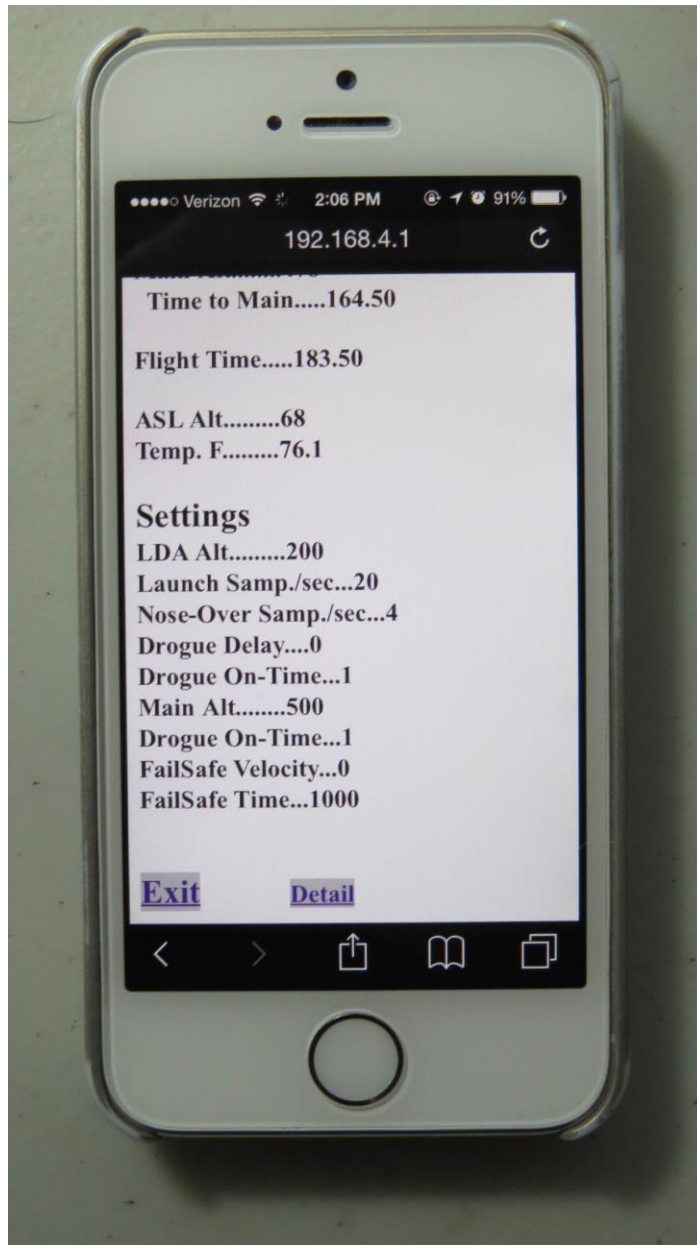 Verizon 2:06 PM 91%
192.168.4.1
Time to Main.....164.50
Flight Time.....183.50
ASL Alt.........68
Temp. F.........76.1
Settings
LDA Alt.........200
Launch Samp./sec...20
Nose-Over Samp./sec...4
Drogue Delay....0
Drogue On-Time...1
Main Alt........500
Drogue On-Time...1
FailSafe Velocity...0
FailSafe Time...1000
Exit Detail